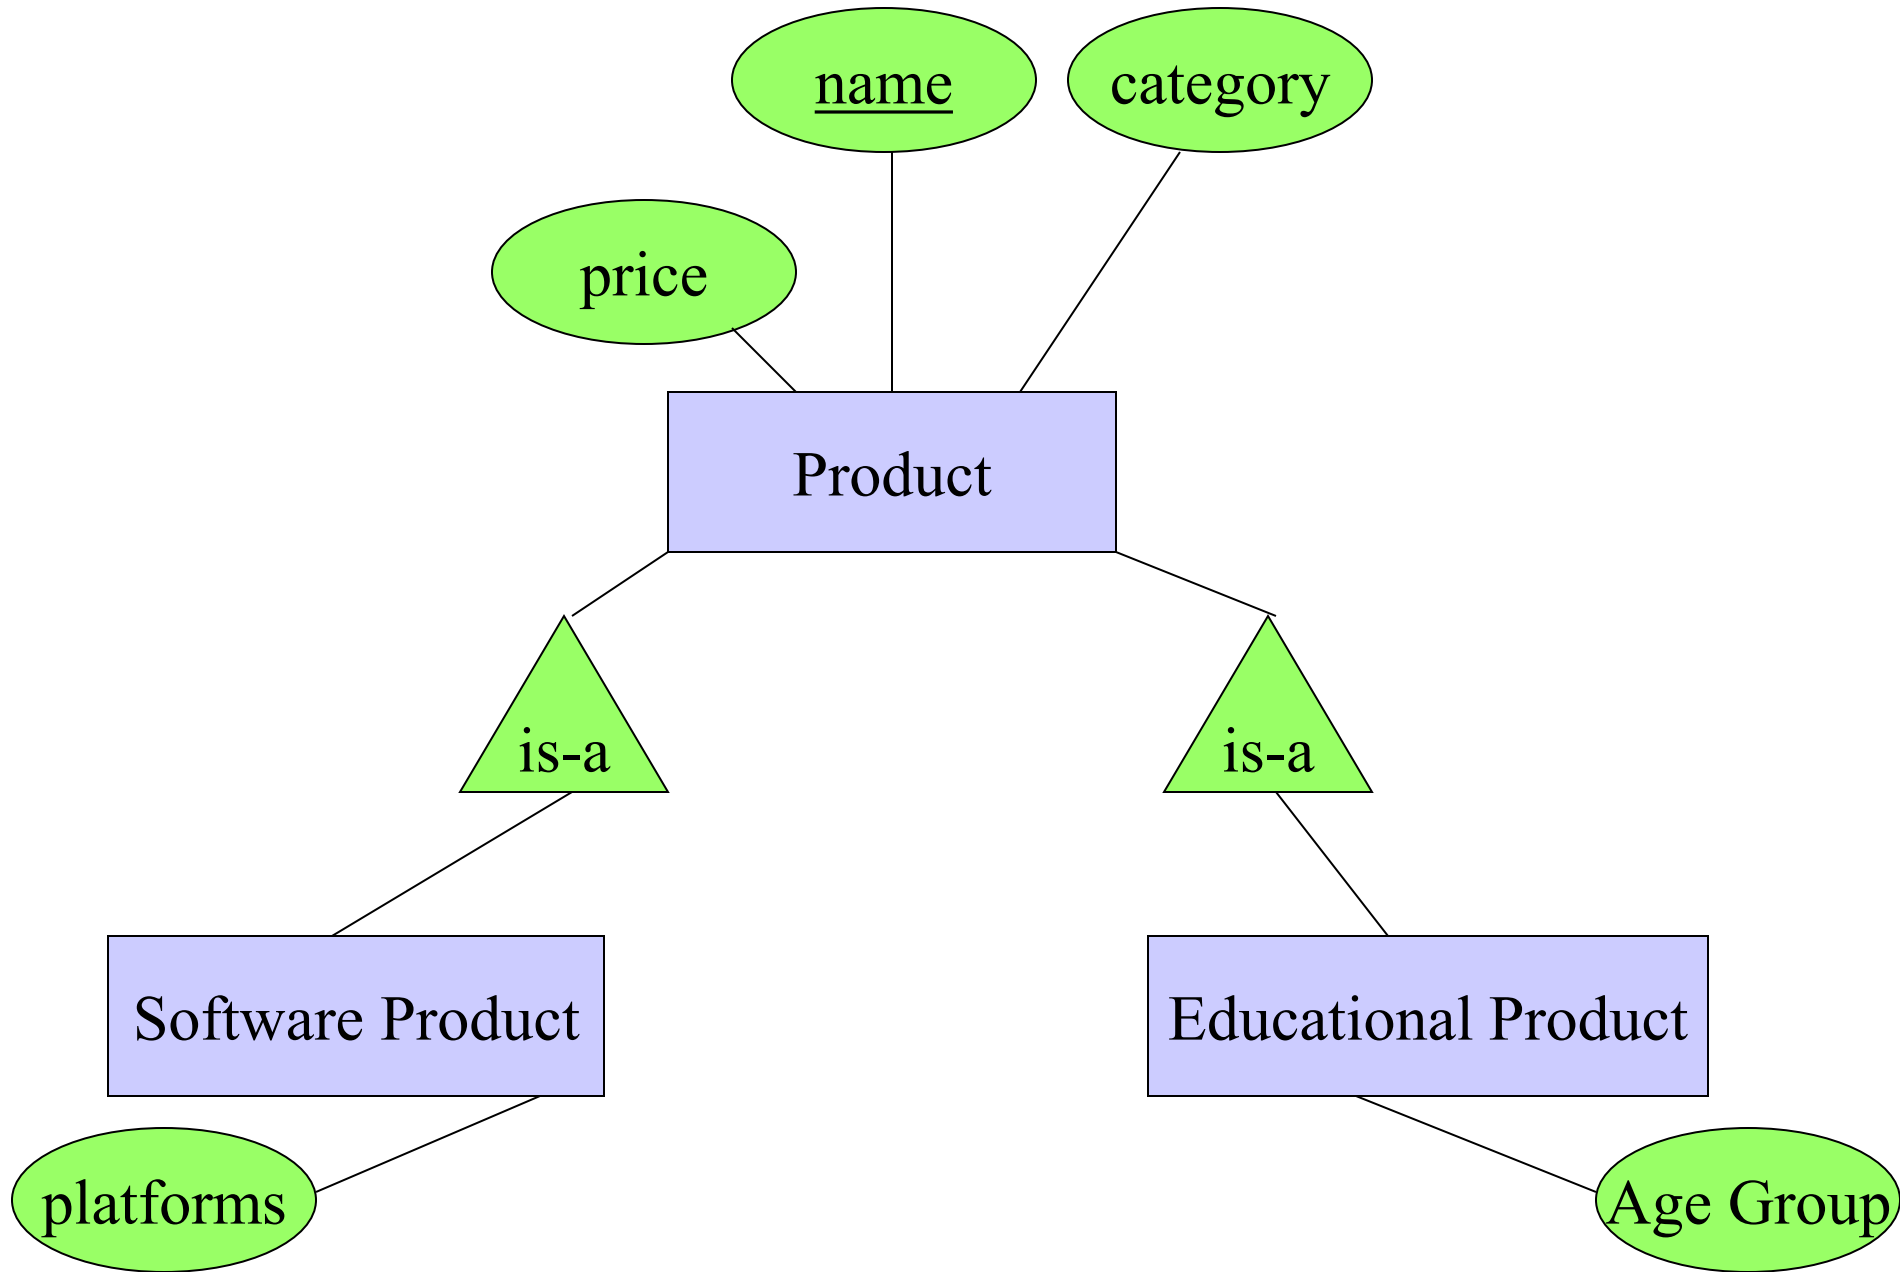 name
category
price
Product
is-a
is-a
Software Product
Educational Product
platforms
Age Group